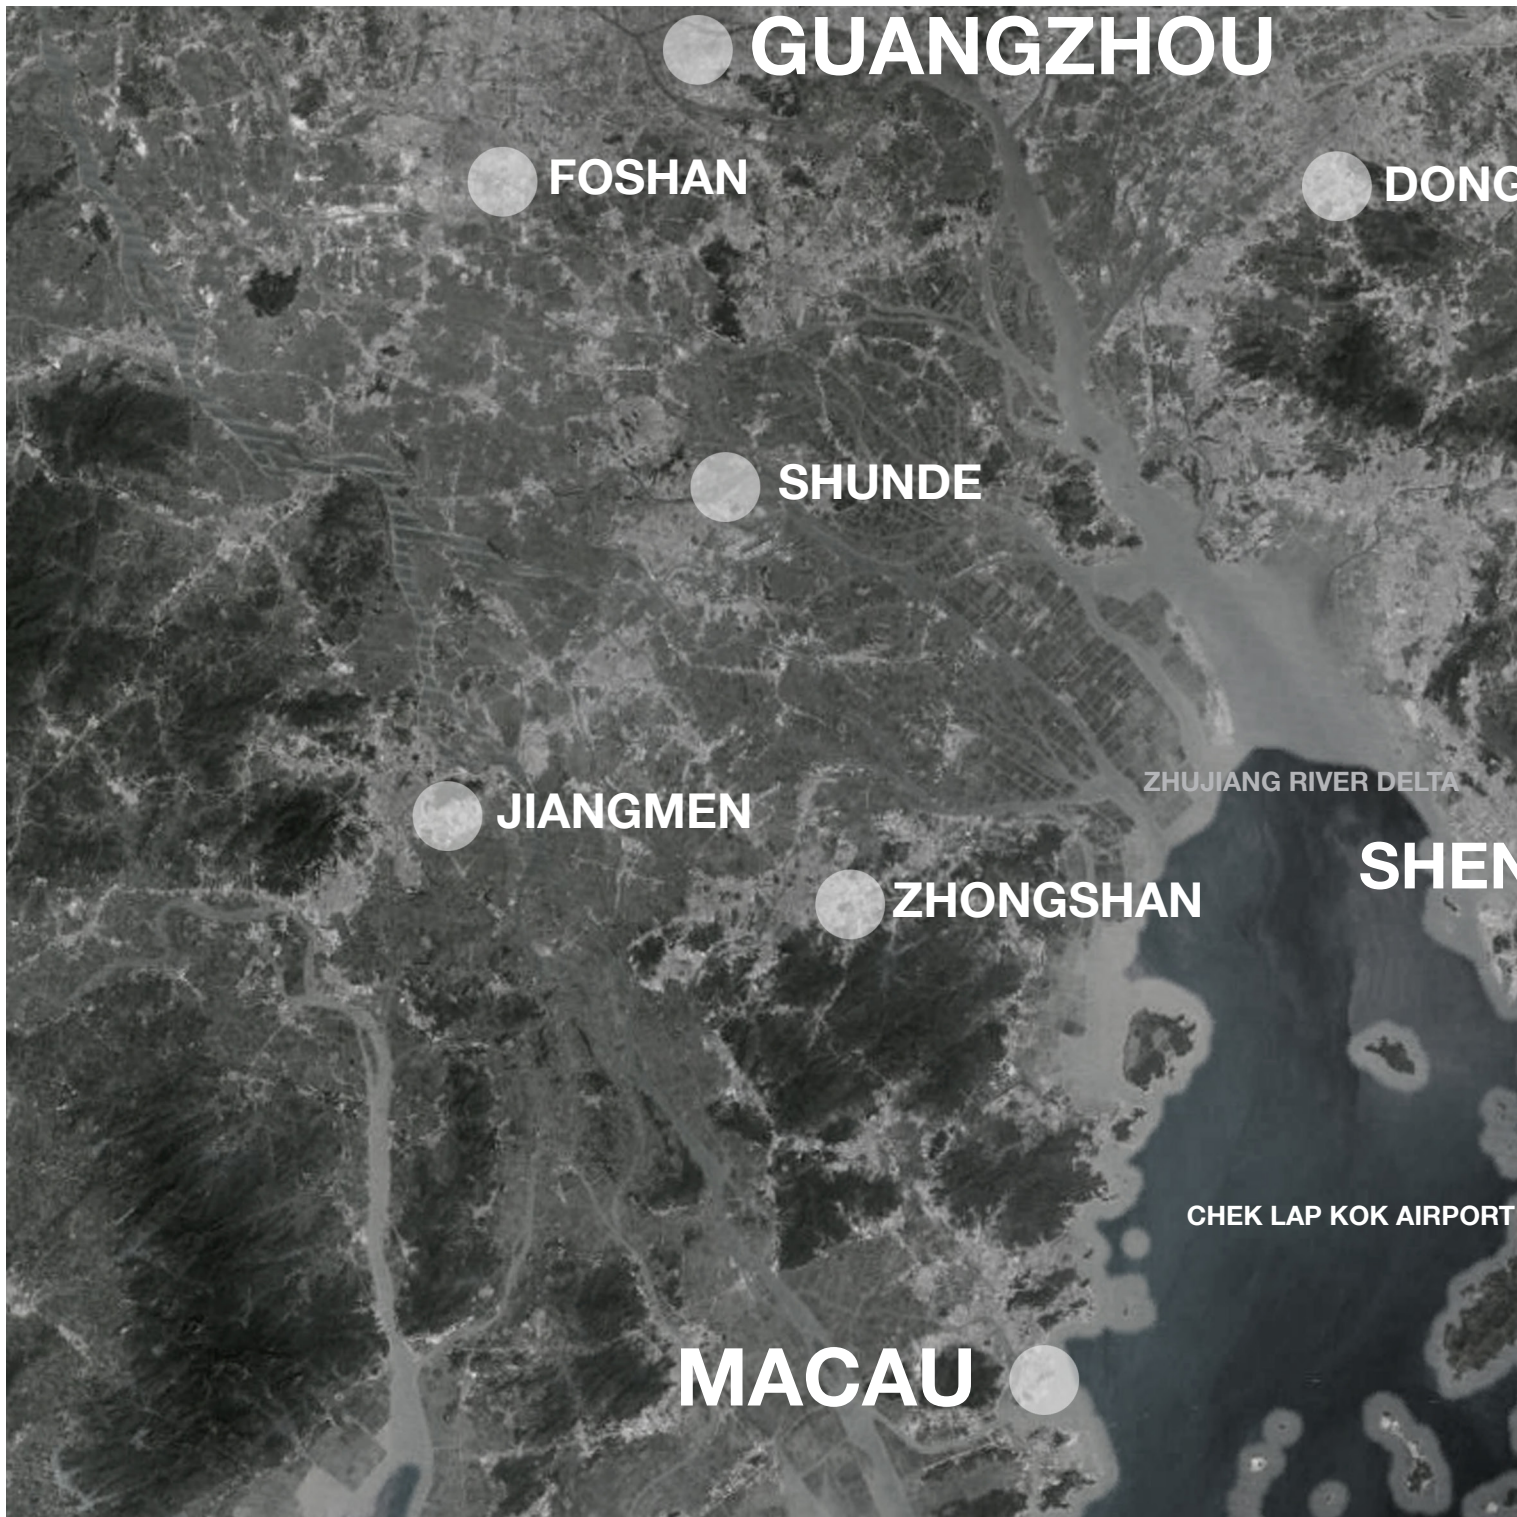 GUANGZHOU
FOSHAN
DONG
SHUNDE
ZHUJIANG RIVER DELTA
JIANGMEN
SHEN
ZHONGSHAN
CHEK LAP KOK AIRPORT
MACAU